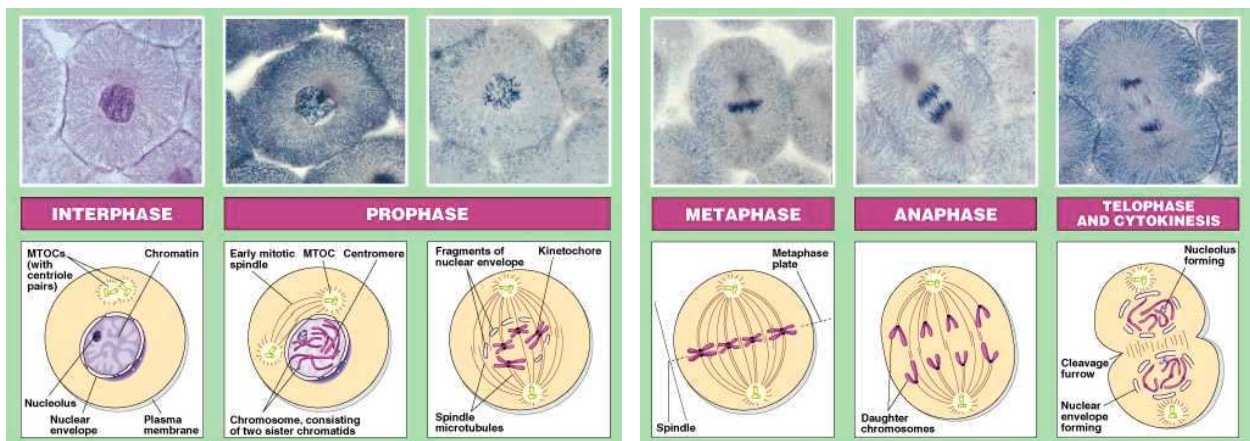 INTERPHASE
PROPHASE
METAPHASE
ANAPHASE
TELOPHASE
AND CYTOKINESIS
MTOCs
(with
centriole
pairs)
Chromatin
Nucleolus
Nuclear
envelope
Plasma
membrane
Early mitotic
spindle
MTOC
Centromere
Chromosome, consisting
of two sister chromatids
Fragments of
nuclear envelope
Kinetochore
Spindle
microtubules
Metaphase
plate
Spindle
Daughter
chromosomes
Nucleolus
forming
Cleavage
furrow
Nuclear
envelope
forming